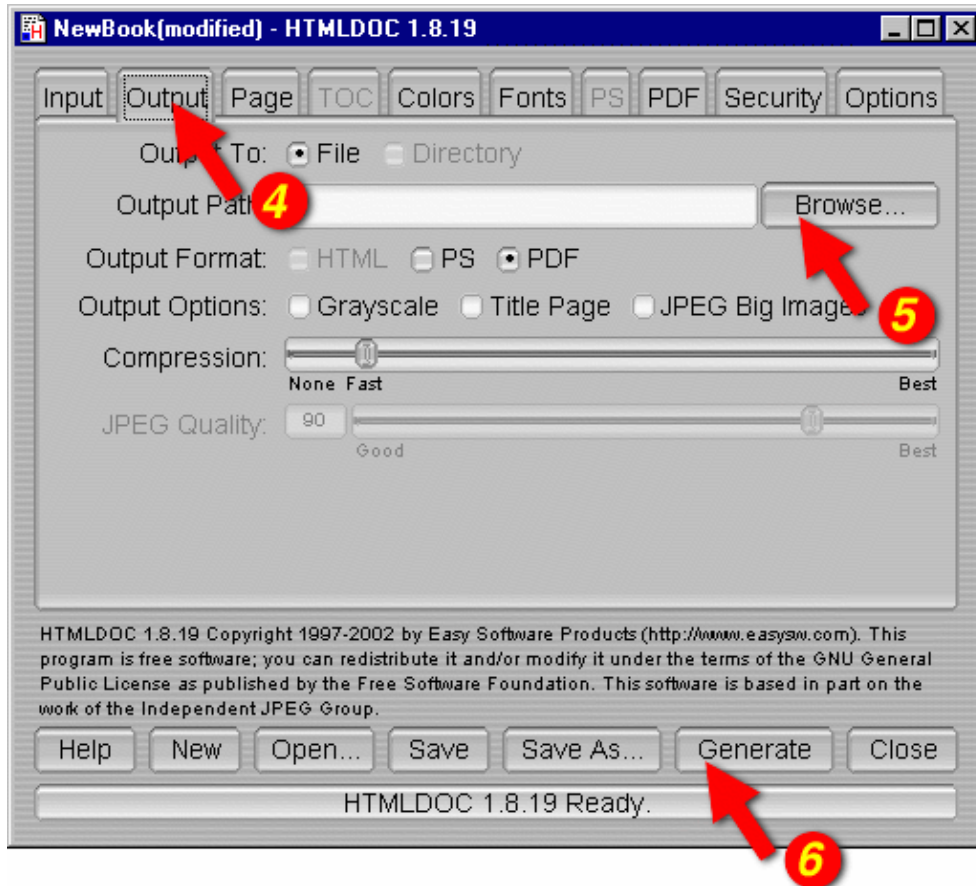 NewBook(modified) - HTMLDOC 1.8.19
Input Output Page TOC Colors Fonts PS PDF Security Options
Output To: File Directory
4
Output Path Browse...
Output Format: HTML PS PDF
Output Options: Grayscale Title Page JPEG Big Images
5
Compression:
None Fast Best
JPEG Quality: 90
Good Best
HTMLDOC 1.8.19 Copyright 1997-2002 by Easy Software Products (http://www.easysw.com). This
program is free software; you can redistribute it and/or modify it under the terms of the GNU General
Public License as published by the Free Software Foundation. This software is based in part on the
work of the Independent JPEG Group.
Help New Open... Save Save As... Generate Close
HTMLDOC 1.8.19 Ready.
6